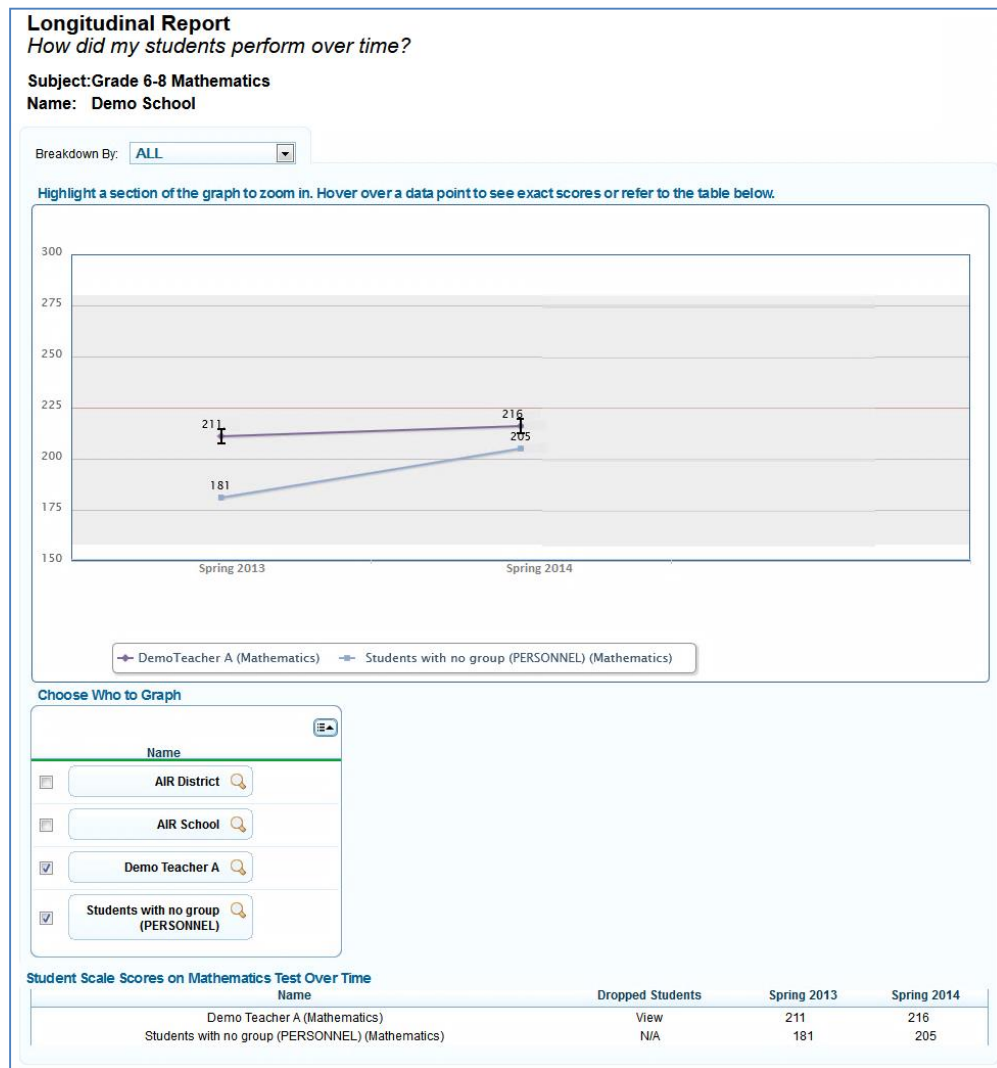 Longitudinal Report
How did my students perform over time?
Subject:Grade 6-8 Mathematics
Name: Demo School
Breakdown By: ALL
Highlight a section of the graph to zoom in. Hover over a data point to see exact scores or refer to the table below.
300
275
250
225
200
175
150
211
216
205
181
Spring 2013 Spring 2014
DemoTeacher A (Mathematics) Students with no group (PERSONNEL) (Mathematics)
Choose Who to Graph
Name
AIR District
AIR School
Demo Teacher A
Students with no group
(PERSONNEL)
Student Scale Scores on Mathematics Test Over Time
Name Dropped Students Spring 2013 Spring 2014
Demo Teacher A (Mathematics) View 211 216
Students with no group (PERSONNEL) (Mathematics) N/A 181 205